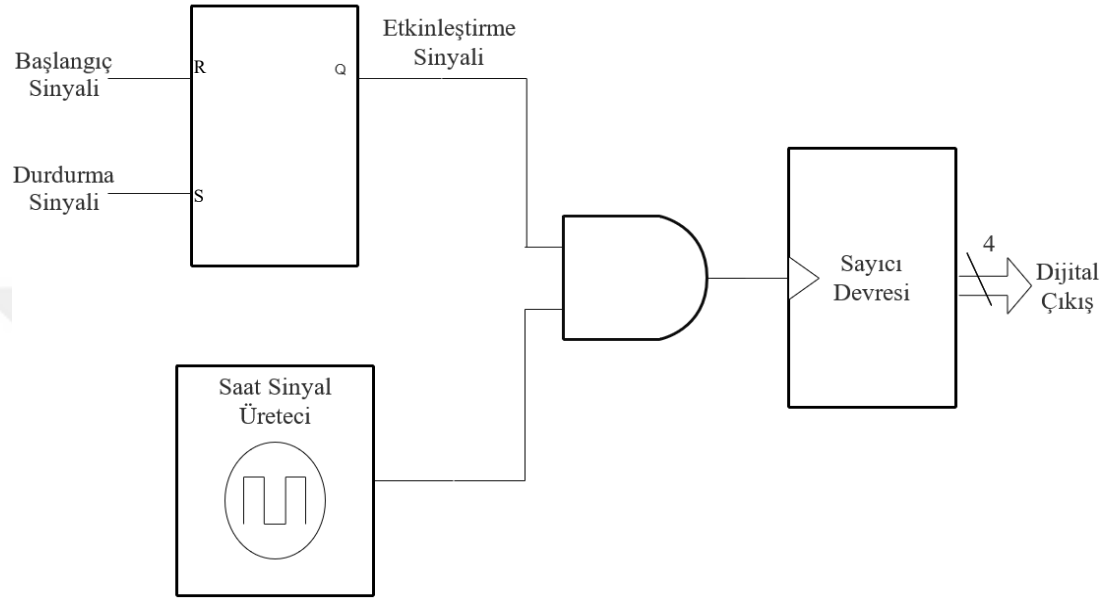 Etkinleştirme
Sinyali
Başlangıç
Sinyali
R
Q
Durdurma
Sinyali
S
4
Sayıcı
Devresi
Dijital
Çıkış
Saat Sinyal
Üreteci